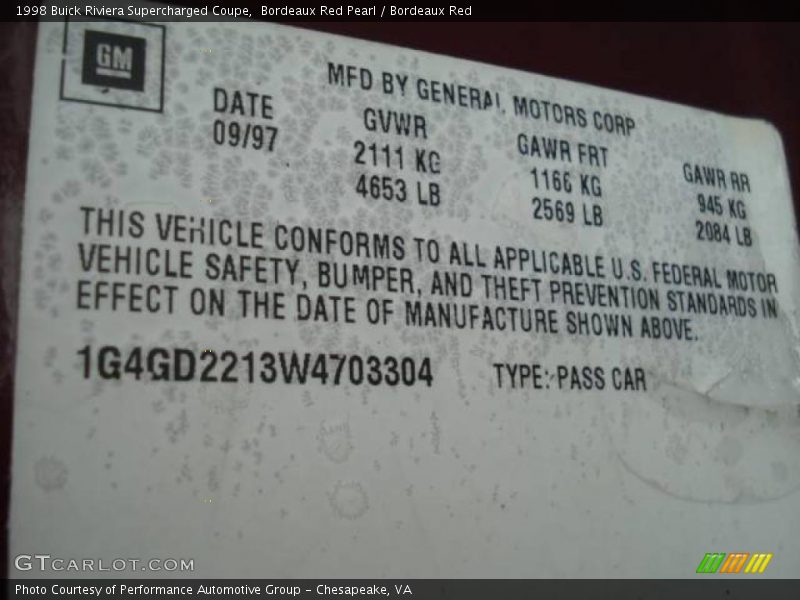 1998 Buick Riviera Supercharged Coupe, Bordeaux Red Pearl / Bordeaux Red
GM
MFD BY GENERAL MOTORS CORP
DATE GVWR GAWR FRT GAWR RR
09/97 2111 KG 1166 KG 945 KG
4653 LB 2569 LB 2084 LB
THIS VEHICLE CONFORMS TO ALL APPLICABLE U.S. FEDERAL MOTOR
VEHICLE SAFETY, BUMPER, AND THEFT PREVENTION STANDARDS IN
EFFECT ON THE DATE OF MANUFACTURE SHOWN ABOVE.
1G4GD2213W4703304 TYPE: PASS CAR
GTCARLOT.COM
Photo Courtesy of Performance Automotive Group - Chesapeake, VA